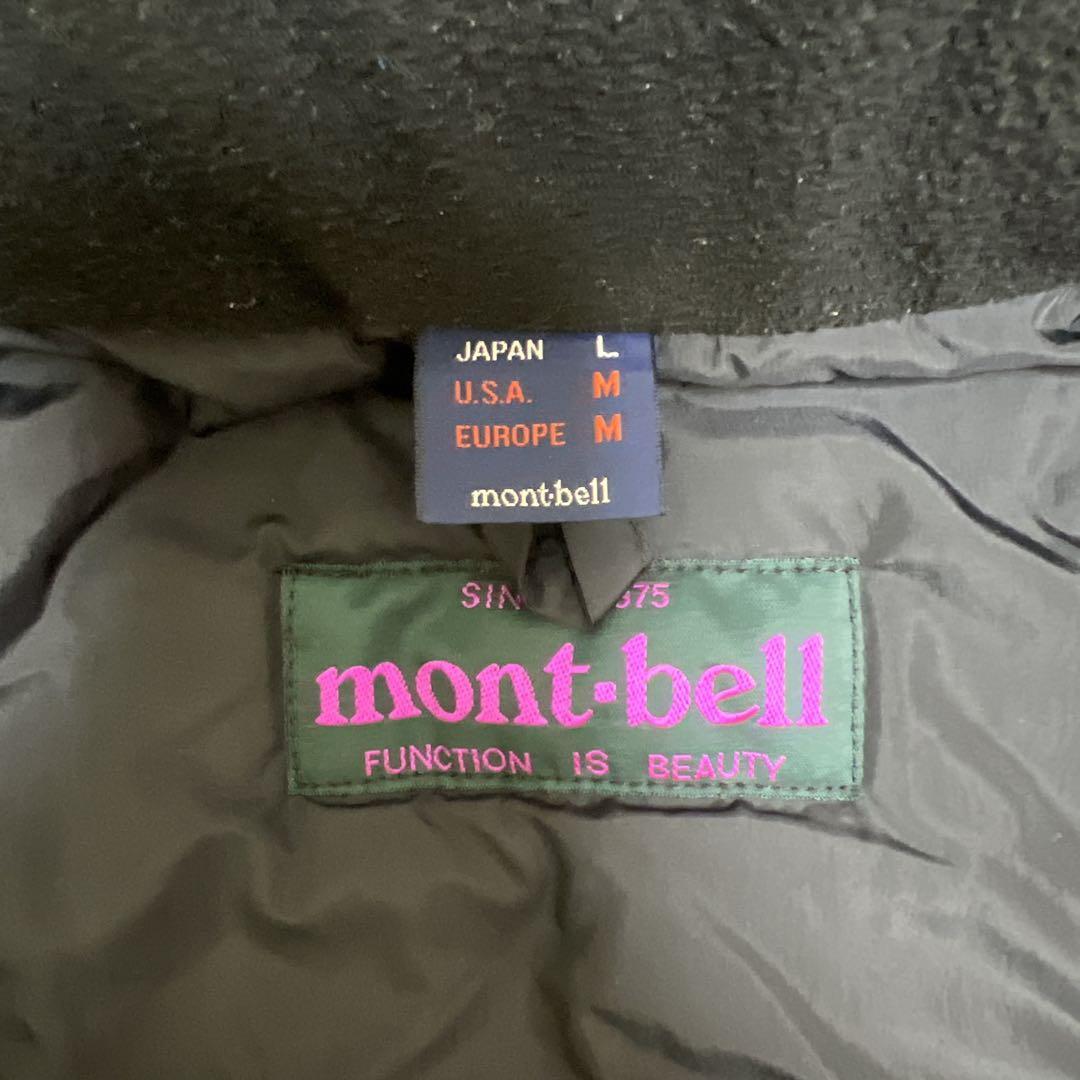 JAPAN L
U.S.A. M
EUROPE M
mont·bell
mont·bell
FUNCTION IS BEAUTY